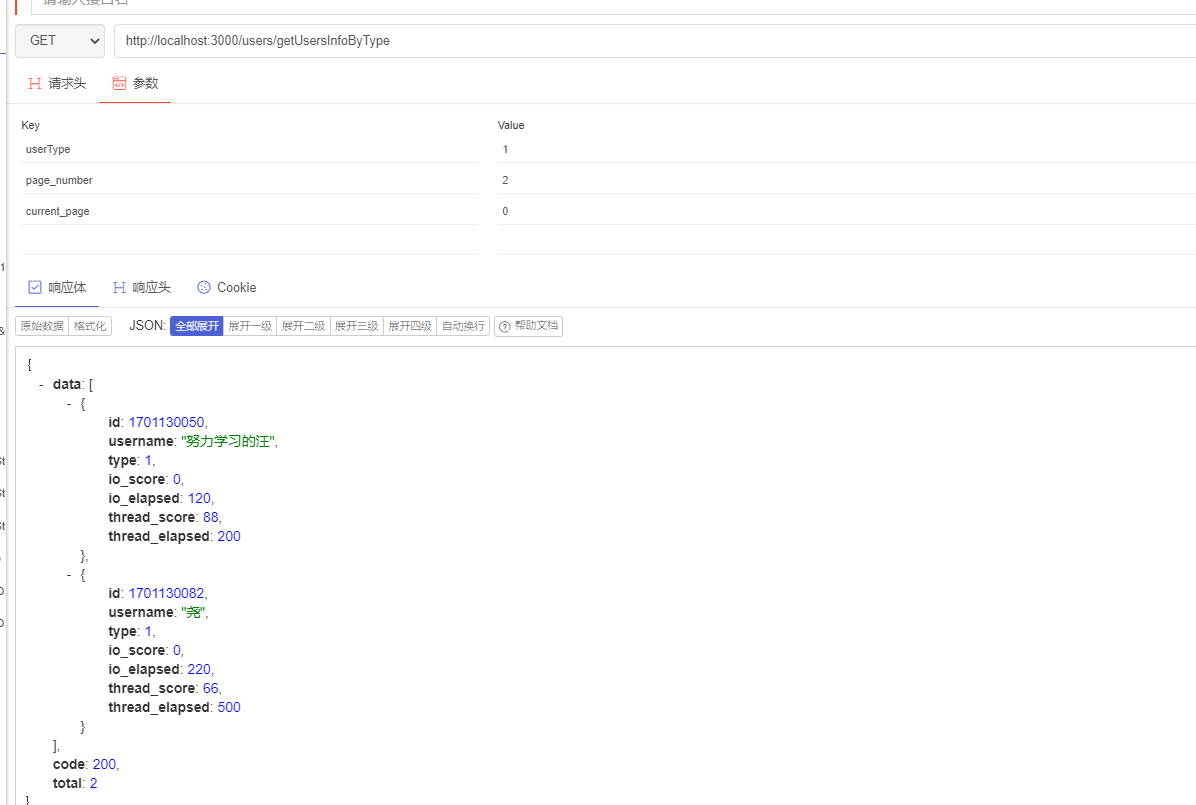 GET
http://localhost:3000/users/getUsersInfoByType
请求头 参数
Key Value
userType 1
page_number 2
current_page 0
响应体 响应头 Cookie
原始数据 格式化 JSON: 全部展开 展开一级 展开二级 展开三级 展开四级 自动换行 帮助文档
{
- data: [
- {
id: 1701130050,
username: "努力学习的汪",
type: 1,
io_score: 0,
io_elapsed: 120,
thread_score: 88,
thread_elapsed: 200
},
- {
id: 1701130082,
username: "尧",
type: 1,
io_score: 0,
io_elapsed: 220,
thread_score: 66,
thread_elapsed: 500
}
],
code: 200,
total: 2
}